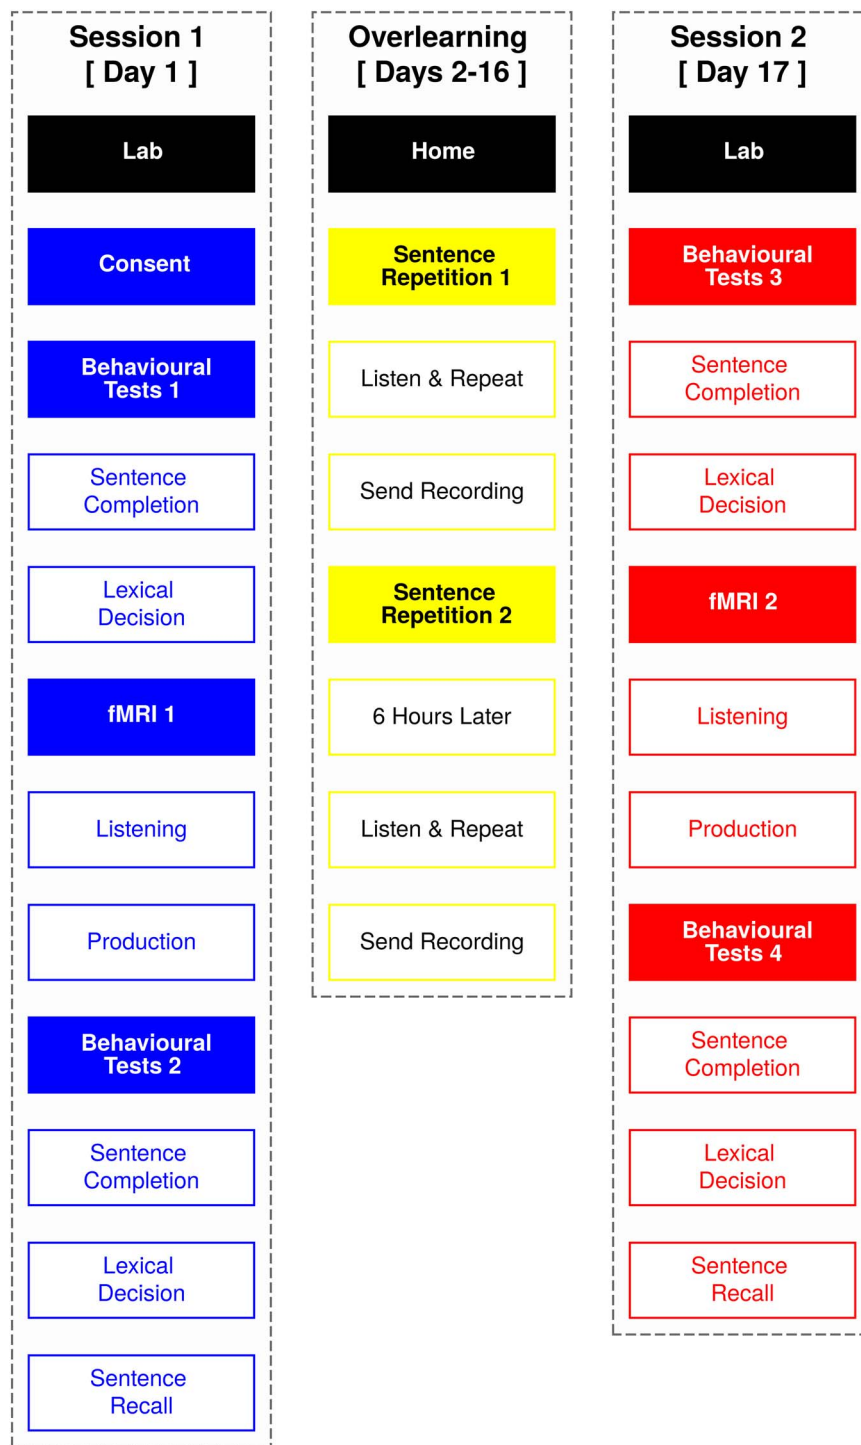 Session 1
[ Day 1 ]
Lab
Consent
Behavioural
Tests 1
Sentence
Completion
Lexical
Decision
fMRI 1
Listening
Production
Behavioural
Tests 2
Sentence
Completion
Lexical
Decision
Sentence
Recall
Overlearning
[ Days 2-16 ]
Home
Sentence
Repetition 1
Listen & Repeat
Send Recording
Sentence
Repetition 2
6 Hours Later
Listen & Repeat
Send Recording
Session 2
[ Day 17 ]
Lab
Behavioural
Tests 3
Sentence
Completion
Lexical
Decision
fMRI 2
Listening
Production
Behavioural
Tests 4
Sentence
Completion
Lexical
Decision
Sentence
Recall